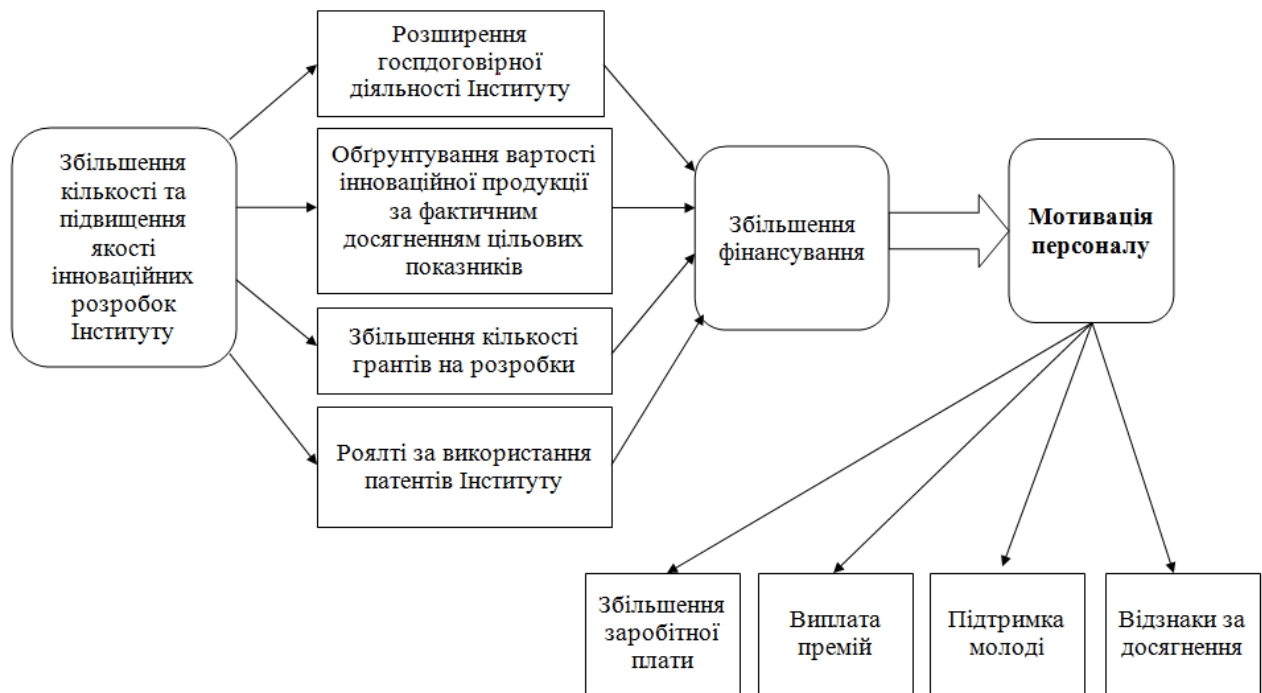 Розширення
госпдоговірної
діяльності Інституту
Збільшення
кількості та
підвищення
якості
інноваційних
розробок
Інституту
Обґрунтування вартості
інноваційної продукції
за фактичним
досягненням цільових
показників
Збільшення кількості
грантів на розробки
Роялті за використання
патентів Інституту
Збільшення
фінансування
Мотивація
персоналу
Збільшення
заробітної
плати
Виплата
премій
Підтримка
молоді
Відзнаки за
досягнення